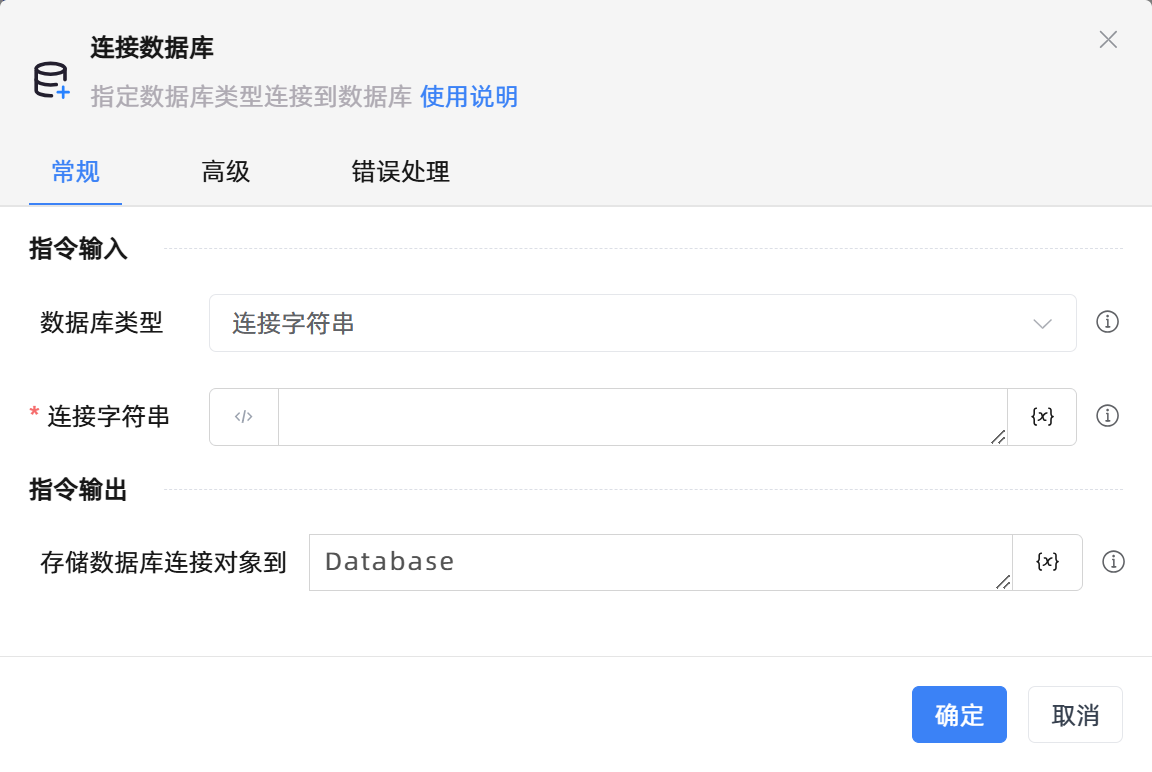 连接数据库
指定数据库类型连接到数据库 使用说明
常规 高级 错误处理
指令输入
数据库类型 连接字符串
* 连接字符串 </> {x}
指令输出
存储数据库连接对象到 Database {x}
确定 取消